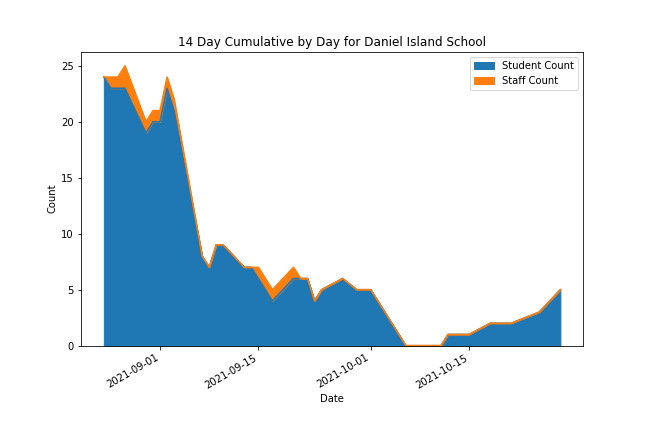 14 Day Cumulative by Day for Daniel Island School
Student Count
Staff Count
25
20
15
10
5
0
Count
2021-09-01
2021-09-15
2021-10-01
2021-10-15
Date